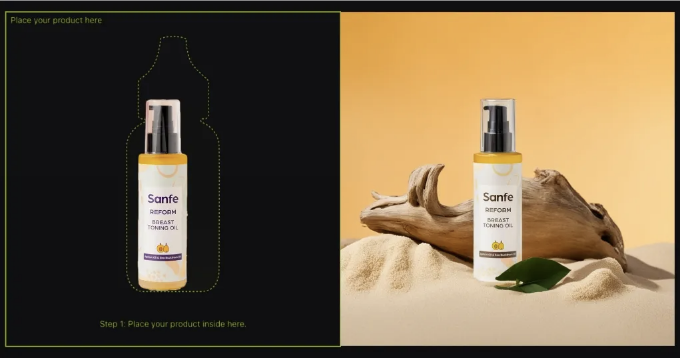 Place your product here
Sanfe
REFORM
BREAST
TONING OIL
Step 1: Place your product inside here.
Sanfe
REFORM
BREAST
TONING OIL